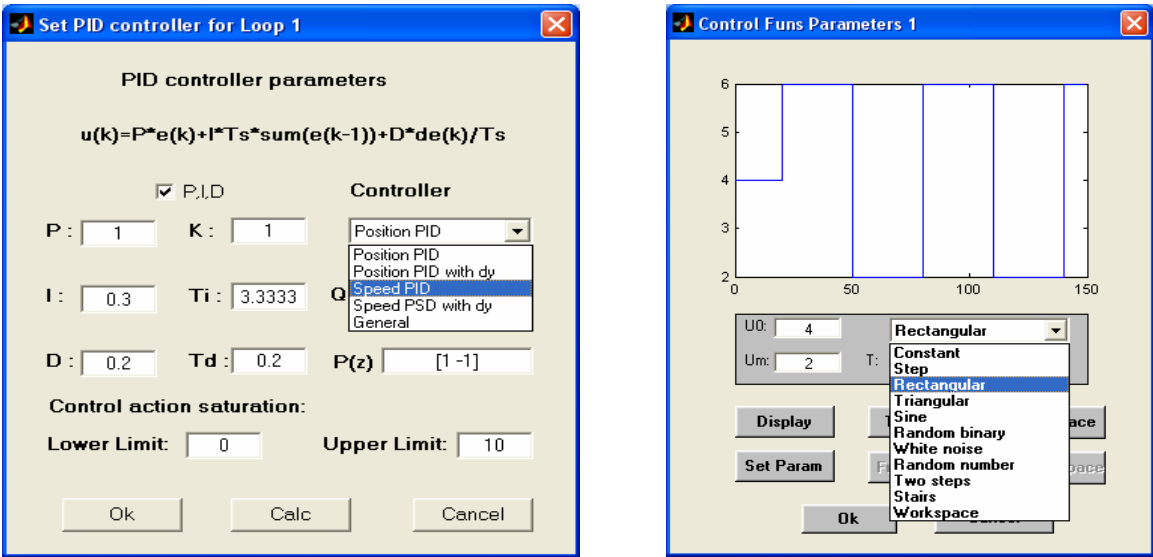 Set PID controller for Loop 1
PID controller parameters
u(k)=P*e(k)+I*Ts*sum(e(k-1))+D*de(k)/Ts
P,I,D
Controller
P : 1 K : 1 Position PID
Position PID
Position PID with dy
I : 0.3 Ti : 3.3333 Q Speed PID
Speed PSD with dy
General
D : 0.2 Td : 0.2 P(z) [1 -1]
Control action saturation:
Lower Limit: 0 Upper Limit: 10
Ok Calc Cancel
Control Funs Parameters 1
6
5
4
3
2
0 50 100 150
U0: 4 Rectangular
Um: 2 T:
Constant
Step
Rectangular
Triangular
Sine
Random binary
White noise
Random number
Two steps
Stairs
Workspace
Display
Set Param
Ok